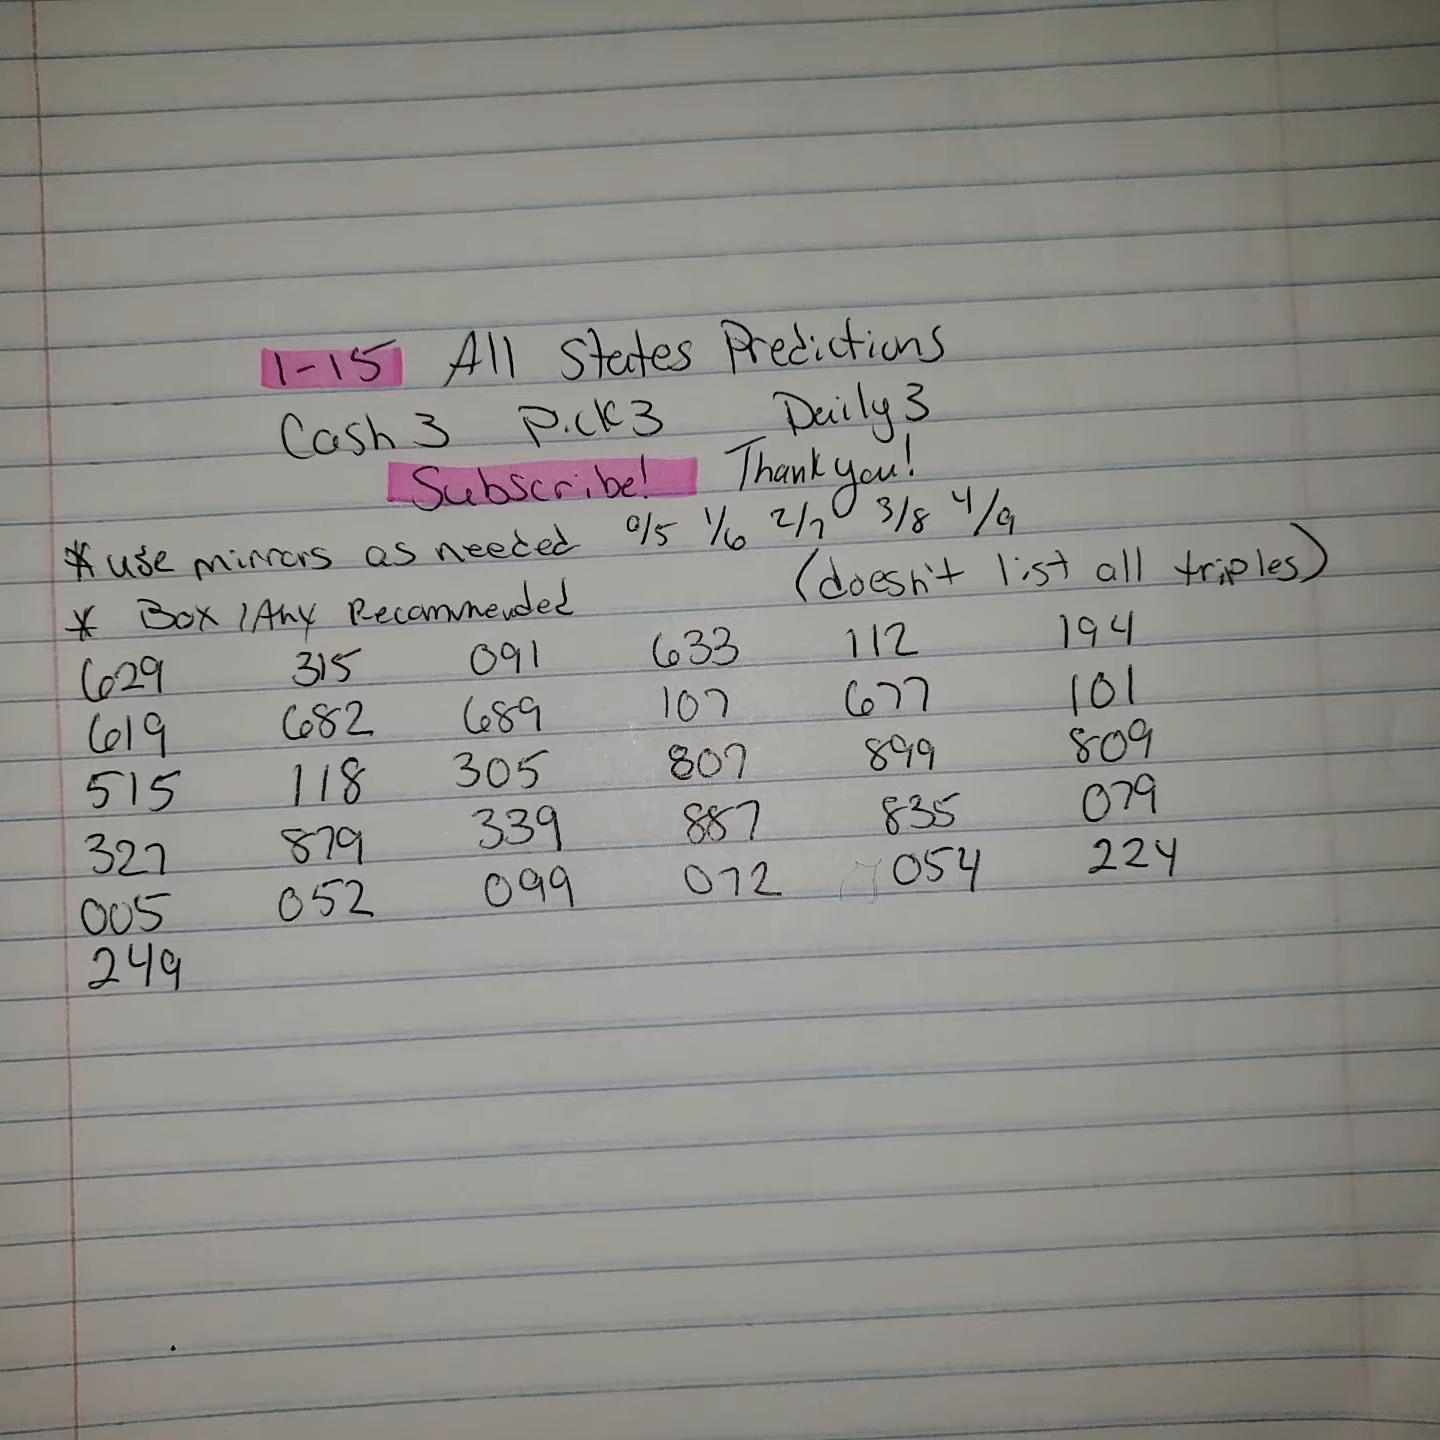 1-15 All States Predictions
Cash 3 Pick 3 Daily 3
Subscribe! Thank you!
* use mirrors as needed 0/5 1/6 2/7 3/8 4/9
* Box / Any Recommended (doesn't list all triples)
629 315 091 633 112 194
619 682 689 107 677 101
515 118 305 807 899 809
327 879 339 887 835 079
005 052 099 072 054 224
249